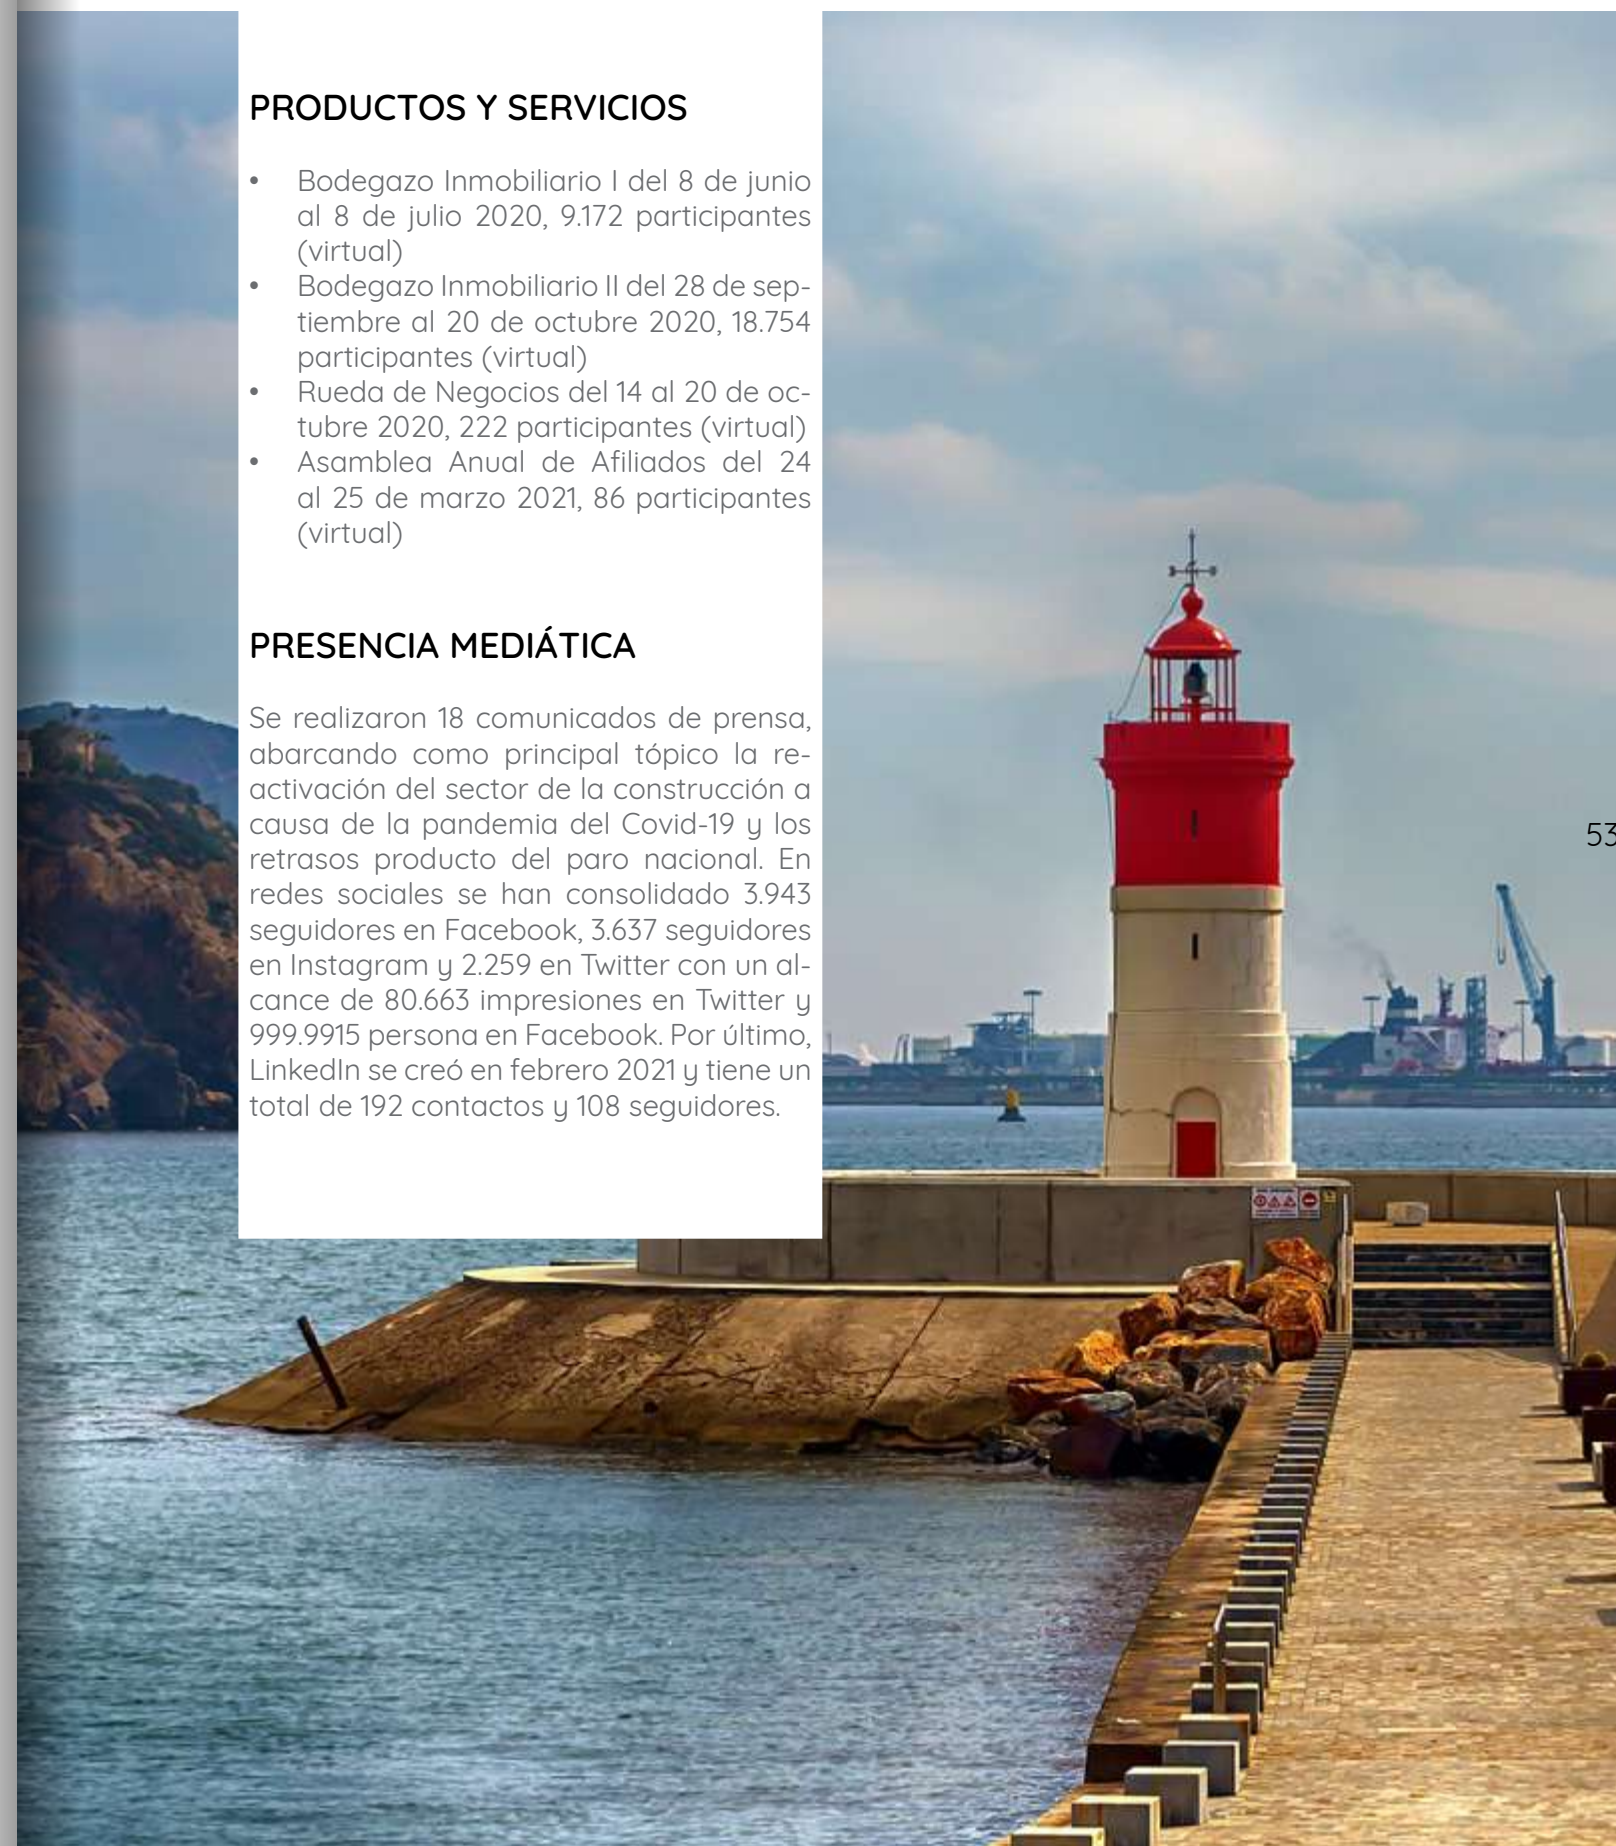 PRODUCTOS Y SERVICIOS
• Bodegazo Inmobiliario I del 8 de junio
al 8 de julio 2020, 9.172 participantes
(virtual)
• Bodegazo Inmobiliario II del 28 de sep-
tiembre al 20 de octubre 2020, 18.754
participantes (virtual)
• Rueda de Negocios del 14 al 20 de oc-
tubre 2020, 222 participantes (virtual)
• Asamblea Anual de Afiliados del 24
al 25 de marzo 2021, 86 participantes
(virtual)
PRESENCIA MEDIÁTICA
Se realizaron 18 comunicados de prensa,
abarcando como principal tópico la re-
activación del sector de la construcción a
causa de la pandemia del Covid-19 y los
retrasos producto del paro nacional. En
redes sociales se han consolidado 3.943
seguidores en Facebook, 3.637 seguidores
en Instagram y 2.259 en Twitter con un al-
cance de 80.663 impresiones en Twitter y
999.9915 persona en Facebook. Por último,
LinkedIn se creó en febrero 2021 y tiene un
total de 192 contactos y 108 seguidores.
53